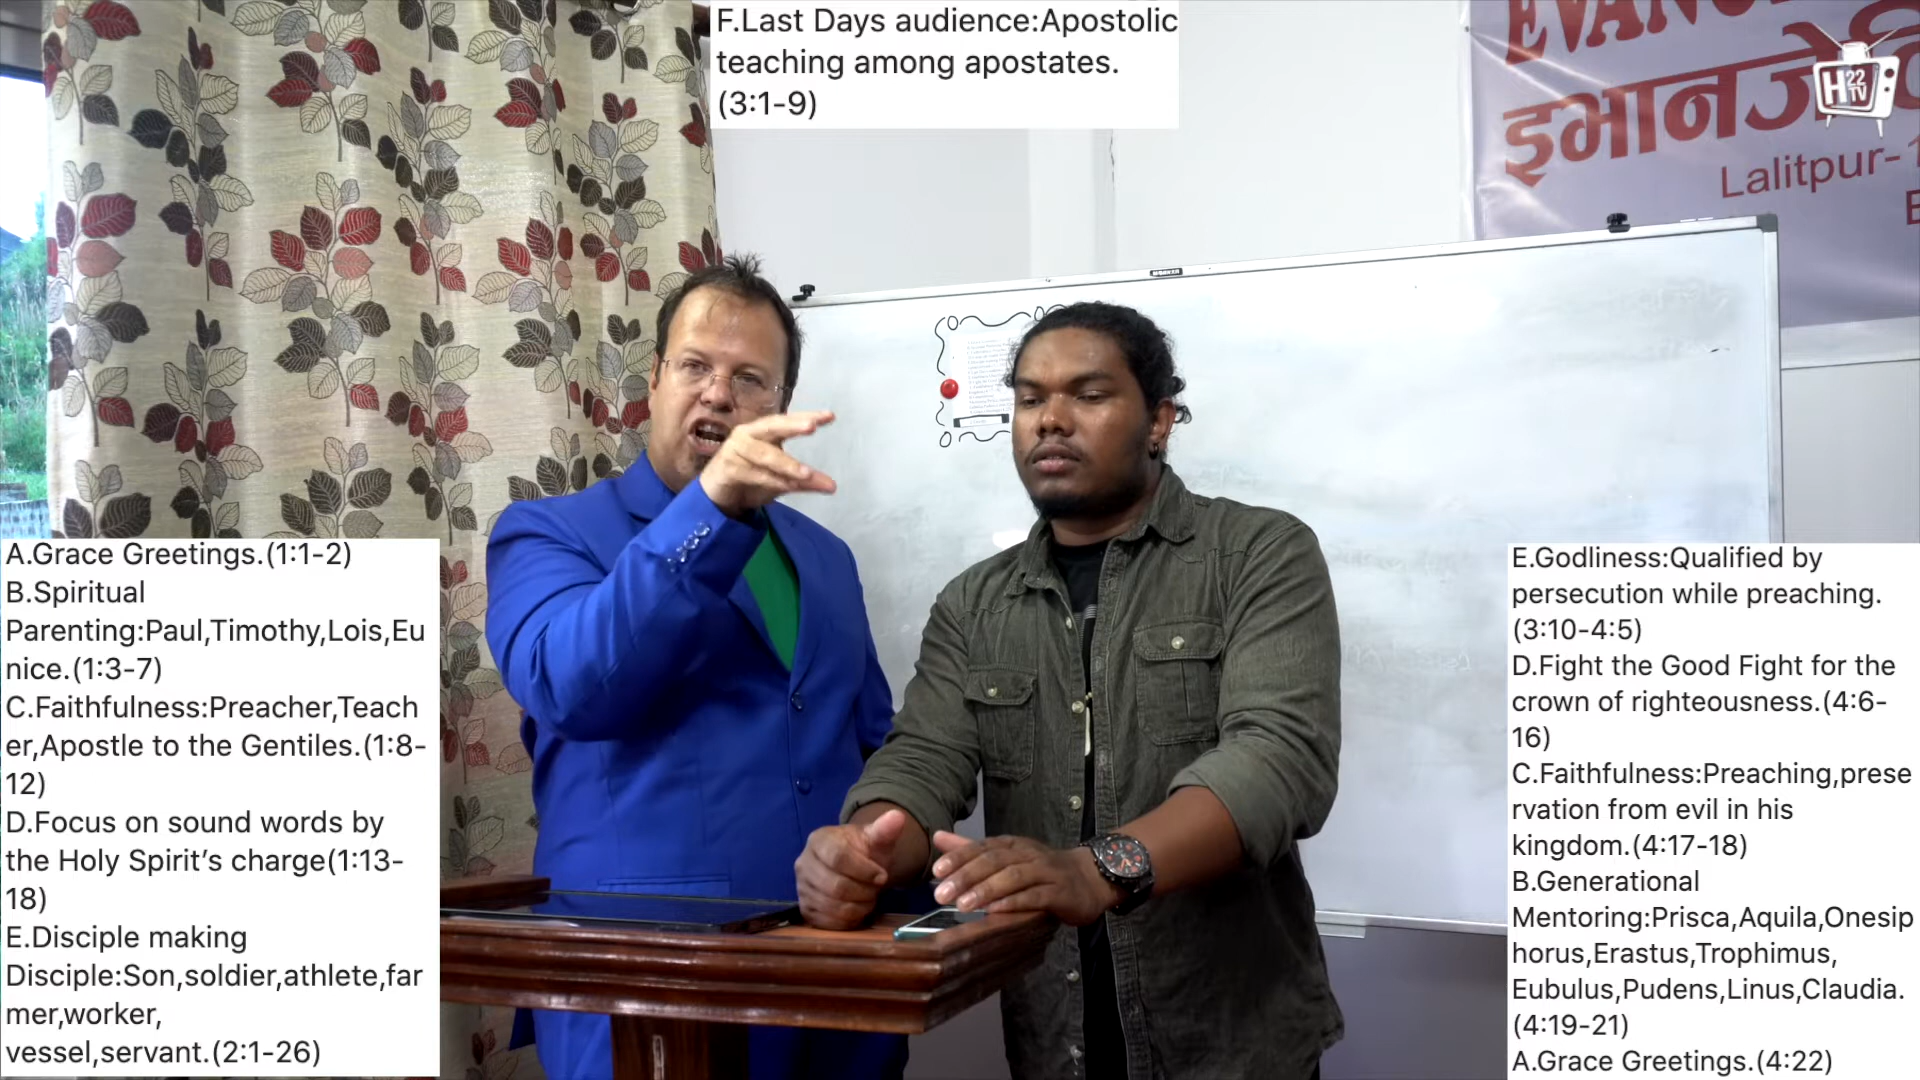 F.Last Days audience:Apostolic
teaching among apostates.
(3:1-9)
इभानजे
Lalitpur-1
H22
TV
A.Grace Greetings.(1:1-2)
B.Spiritual
Parenting:Paul,Timothy,Lois,Eu
nice.(1:3-7)
C.Faithfulness:Preacher,Teach
er,Apostle to the Gentiles.(1:8-
12)
D.Focus on sound words by
the Holy Spirit’s charge(1:13-
18)
E.Disciple making
Disciple:Son,soldier,athlete,far
mer,worker,
vessel,servant.(2:1-26)
E.Godliness:Qualified by
persecution while preaching.
(3:10-4:5)
D.Fight the Good Fight for the
crown of righteousness.(4:6-
16)
C.Faithfulness:Preaching,prese
rvation from evil in his
kingdom.(4:17-18)
B.Generational
Mentoring:Prisca,Aquila,Onesip
horus,Erastus,Trophimus,
Eubulus,Pudens,Linus,Claudia.
(4:19-21)
A.Grace Greetings.(4:22)